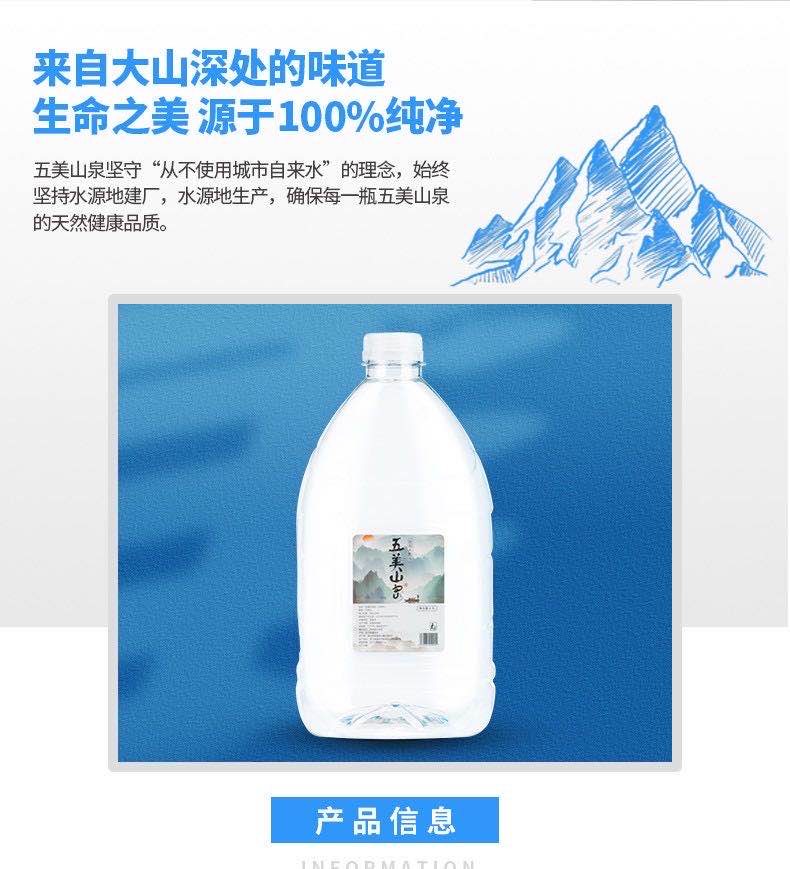 来自大山深处的味道
生命之美 源于100%纯净
五美山泉坚守“从不使用城市自来水”的理念，始终
坚持水源地建厂，水源地生产，确保每一瓶五美山泉
的天然健康品质。
五美山泉
产品信息
INFORMATION